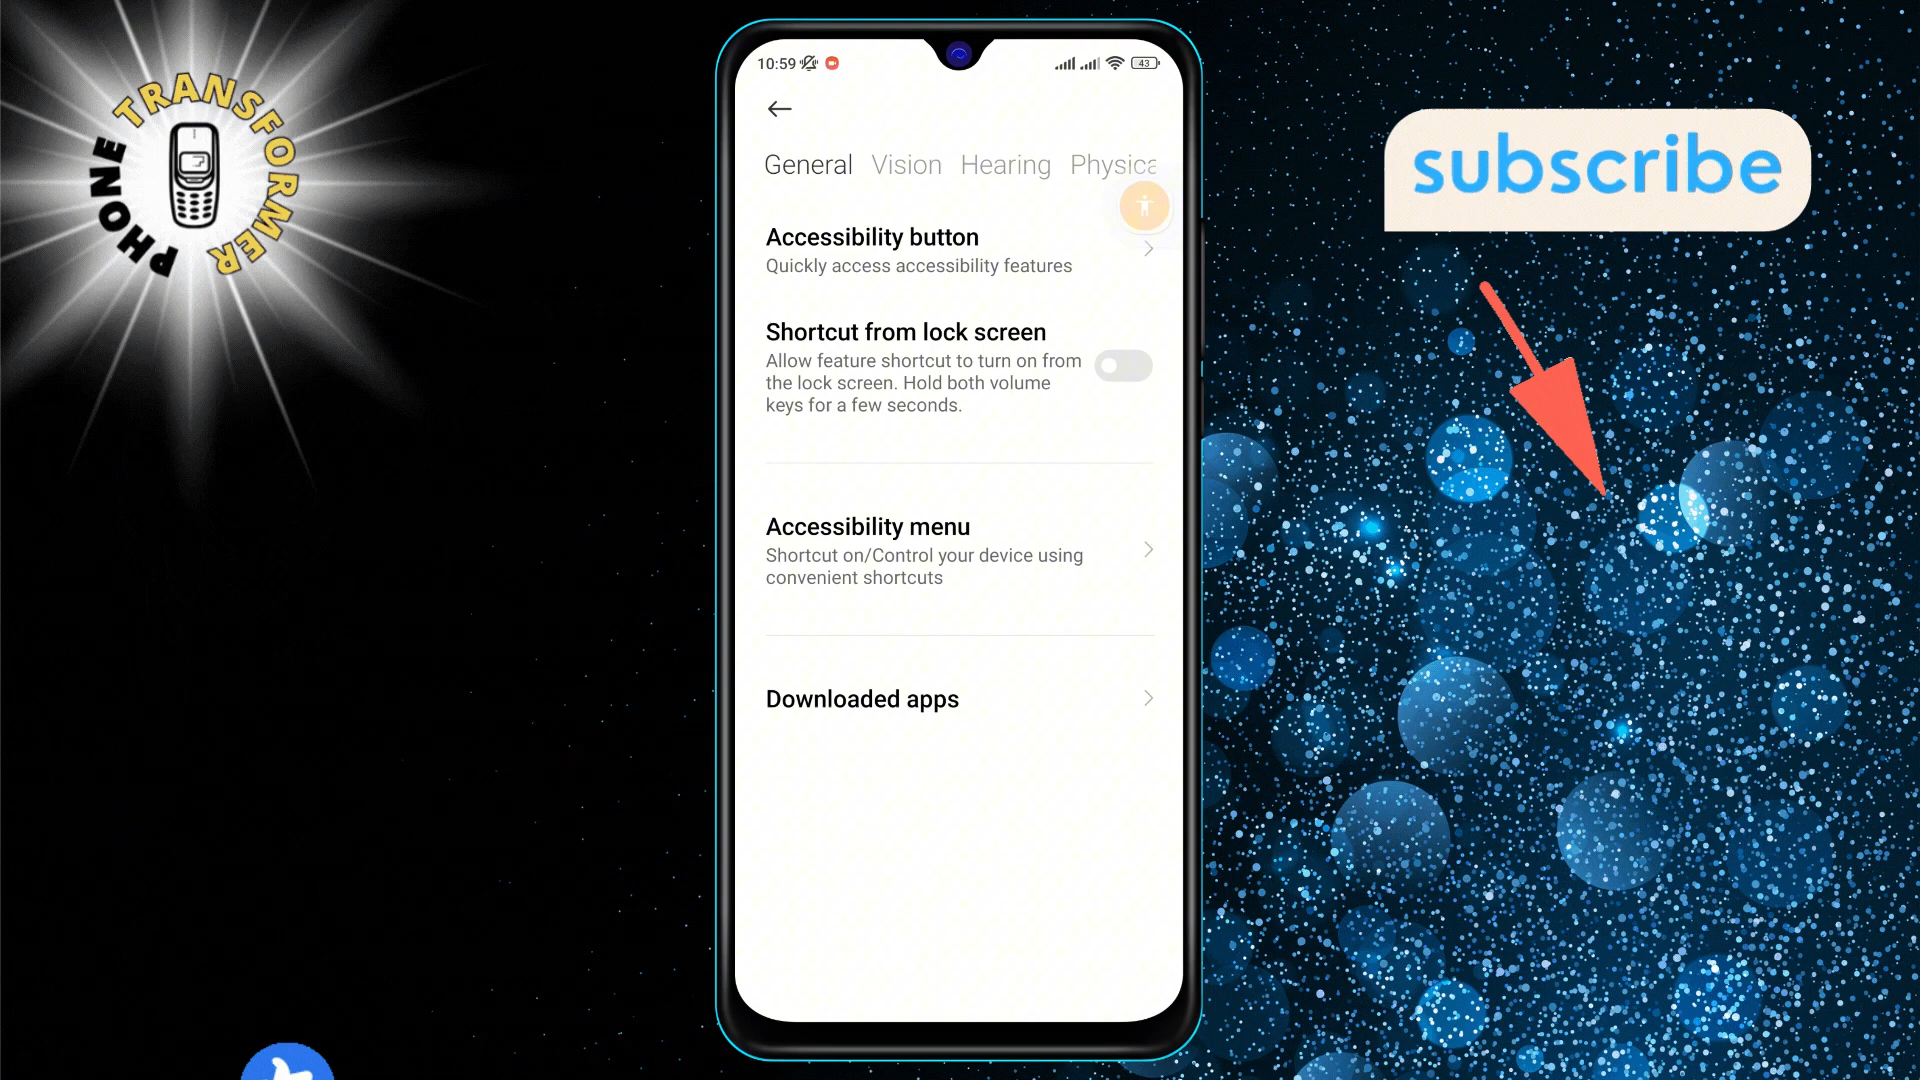 PHONE TRANSFORMER
10:59
43
General Vision Hearing Physica
Accessibility button
Quickly access accessibility features
Shortcut from lock screen
Allow feature shortcut to turn on from
the lock screen. Hold both volume
keys for a few seconds.
Accessibility menu
Shortcut on/Control your device using
convenient shortcuts
Downloaded apps
subscribe